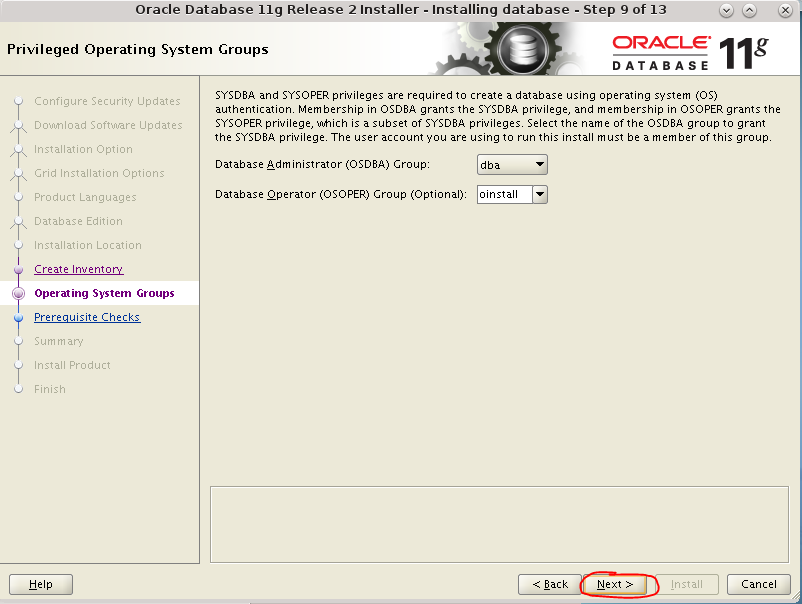 Oracle Database 11g Release 2 Installer - Installing database - Step 9 of 13
Privileged Operating System Groups
ORACLE
DATABASE
11g
Configure Security Updates
Download Software Updates
Installation Option
Grid Installation Options
Product Languages
Database Edition
Installation Location
Create Inventory
Operating System Groups
Prerequisite Checks
Summary
Install Product
Finish
SYSDBA and SYSOPER privileges are required to create a database using operating system (OS)
authentication. Membership in OSDBA grants the SYSDBA privilege, and membership in OSOPER grants the
SYSOPER privilege, which is a subset of SYSDBA privileges. Select the name of the OSDBA group to grant
the SYSDBA privilege. The user account you are using to run this install must be a member of this group.
Database Administrator (OSDBA) Group: dba
Database Operator (OSOPER) Group (Optional): oinstall
Help < Back Next > Install Cancel